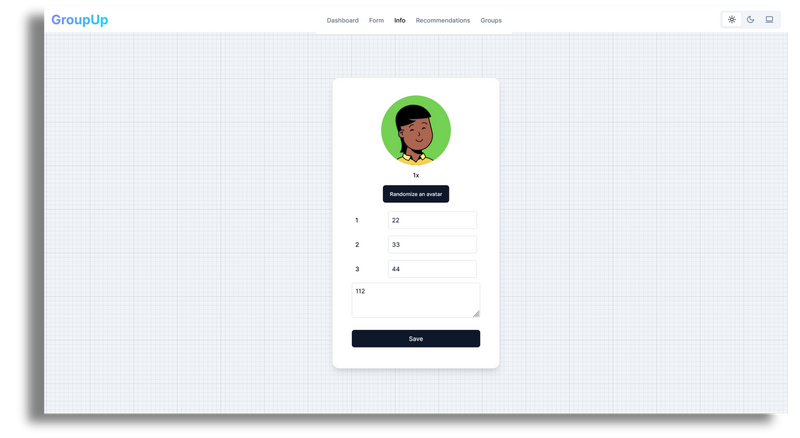 GroupUp
Dashboard Form Info Recommendations Groups
1x
Randomize an avatar
1 22
2 33
3 44
112
Save